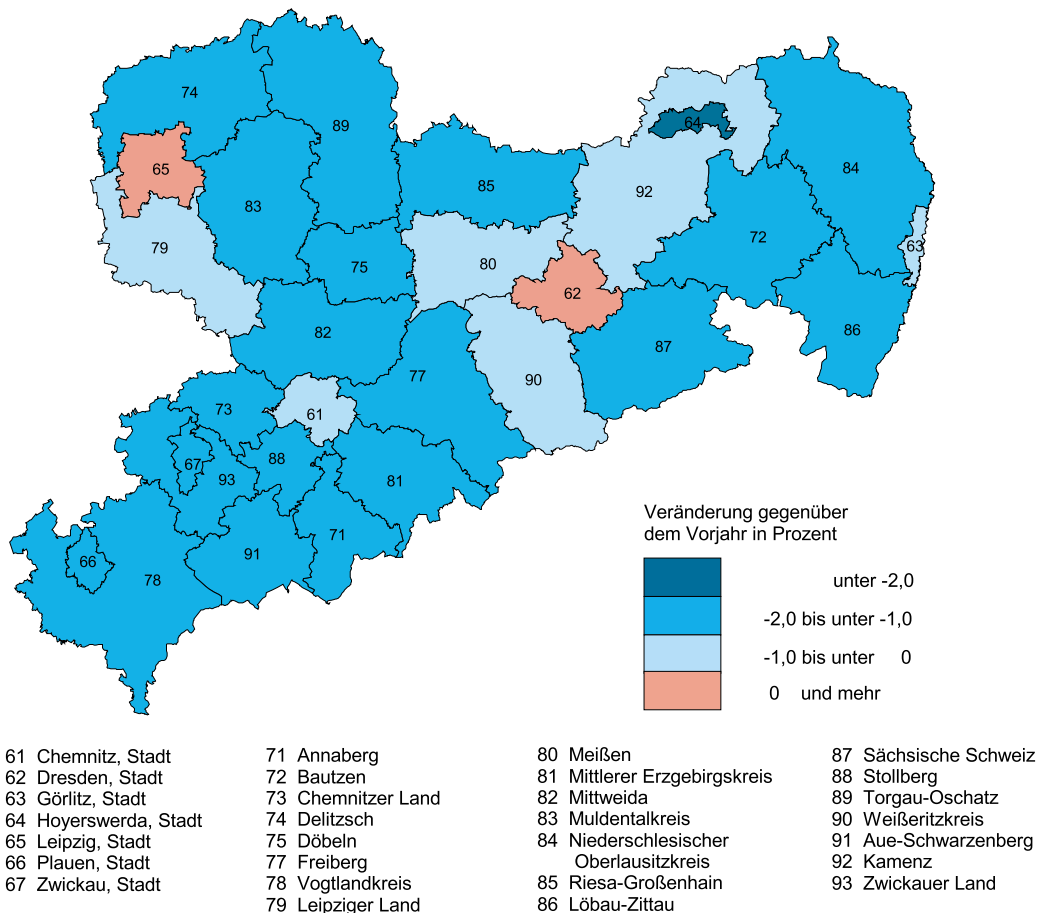 74
89
64
65
85
84
92
83
72
79
63
80
75
62
82
86
87
77
90
73
61
88
67
93
81
71
91
66
78
Veränderung gegenüber
dem Vorjahr in Prozent
unter -2,0
-2,0 bis unter -1,0
-1,0 bis unter 0
0 und mehr
61 Chemnitz, Stadt
62 Dresden, Stadt
63 Görlitz, Stadt
64 Hoyerswerda, Stadt
65 Leipzig, Stadt
66 Plauen, Stadt
67 Zwickau, Stadt
71 Annaberg
72 Bautzen
73 Chemnitzer Land
74 Delitzsch
75 Döbeln
77 Freiberg
78 Vogtlandkreis
79 Leipziger Land
80 Meißen
81 Mittlerer Erzgebirgskreis
82 Mittweida
83 Muldentalkreis
84 Niederschlesischer
Oberlausitzkreis
85 Riesa-Großenhain
86 Löbau-Zittau
87 Sächsische Schweiz
88 Stollberg
89 Torgau-Oschatz
90 Weißeritzkreis
91 Aue-Schwarzenberg
92 Kamenz
93 Zwickauer Land